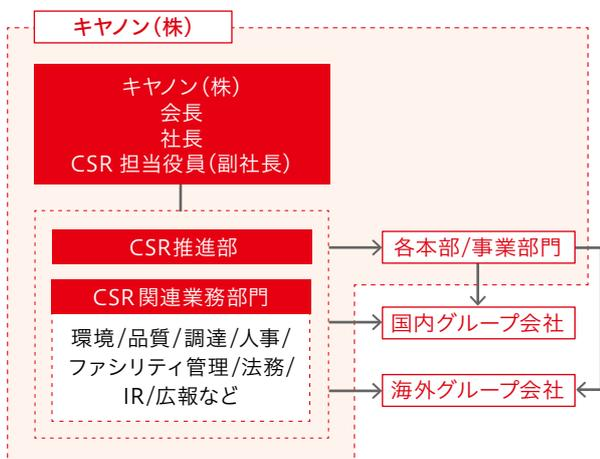 キヤノン（株）
キヤノン（株）
会長
社長
CSR 担当役員（副社長）
CSR推進部
各本部/事業部門
CSR関連業務部門
国内グループ会社
環境/品質/調達/人事/
ファシリティ管理/法務/
IR/広報など
海外グループ会社